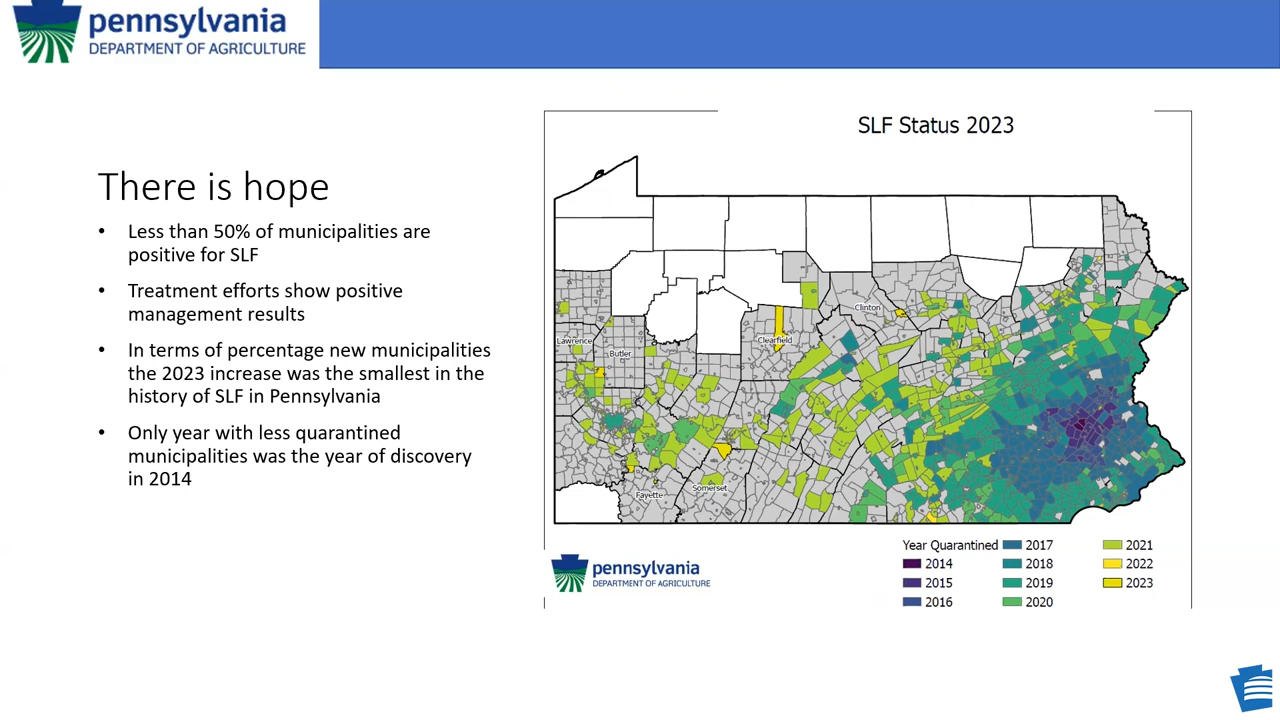 pennsylvania
DEPARTMENT OF AGRICULTURE
There is hope
• Less than 50% of municipalities are
positive for SLF
• Treatment efforts show positive
management results
• In terms of percentage new municipalities
the 2023 increase was the smallest in the
history of SLF in Pennsylvania
• Only year with less quarantined
municipalities was the year of discovery
in 2014
SLF Status 2023
Clinton
Lawrence
Clearfield
Butler
Somerset
Fayette
Year Quarantined
2014
2015
2016
2017
2018
2019
2020
2021
2022
2023
pennsylvania
DEPARTMENT OF AGRICULTURE